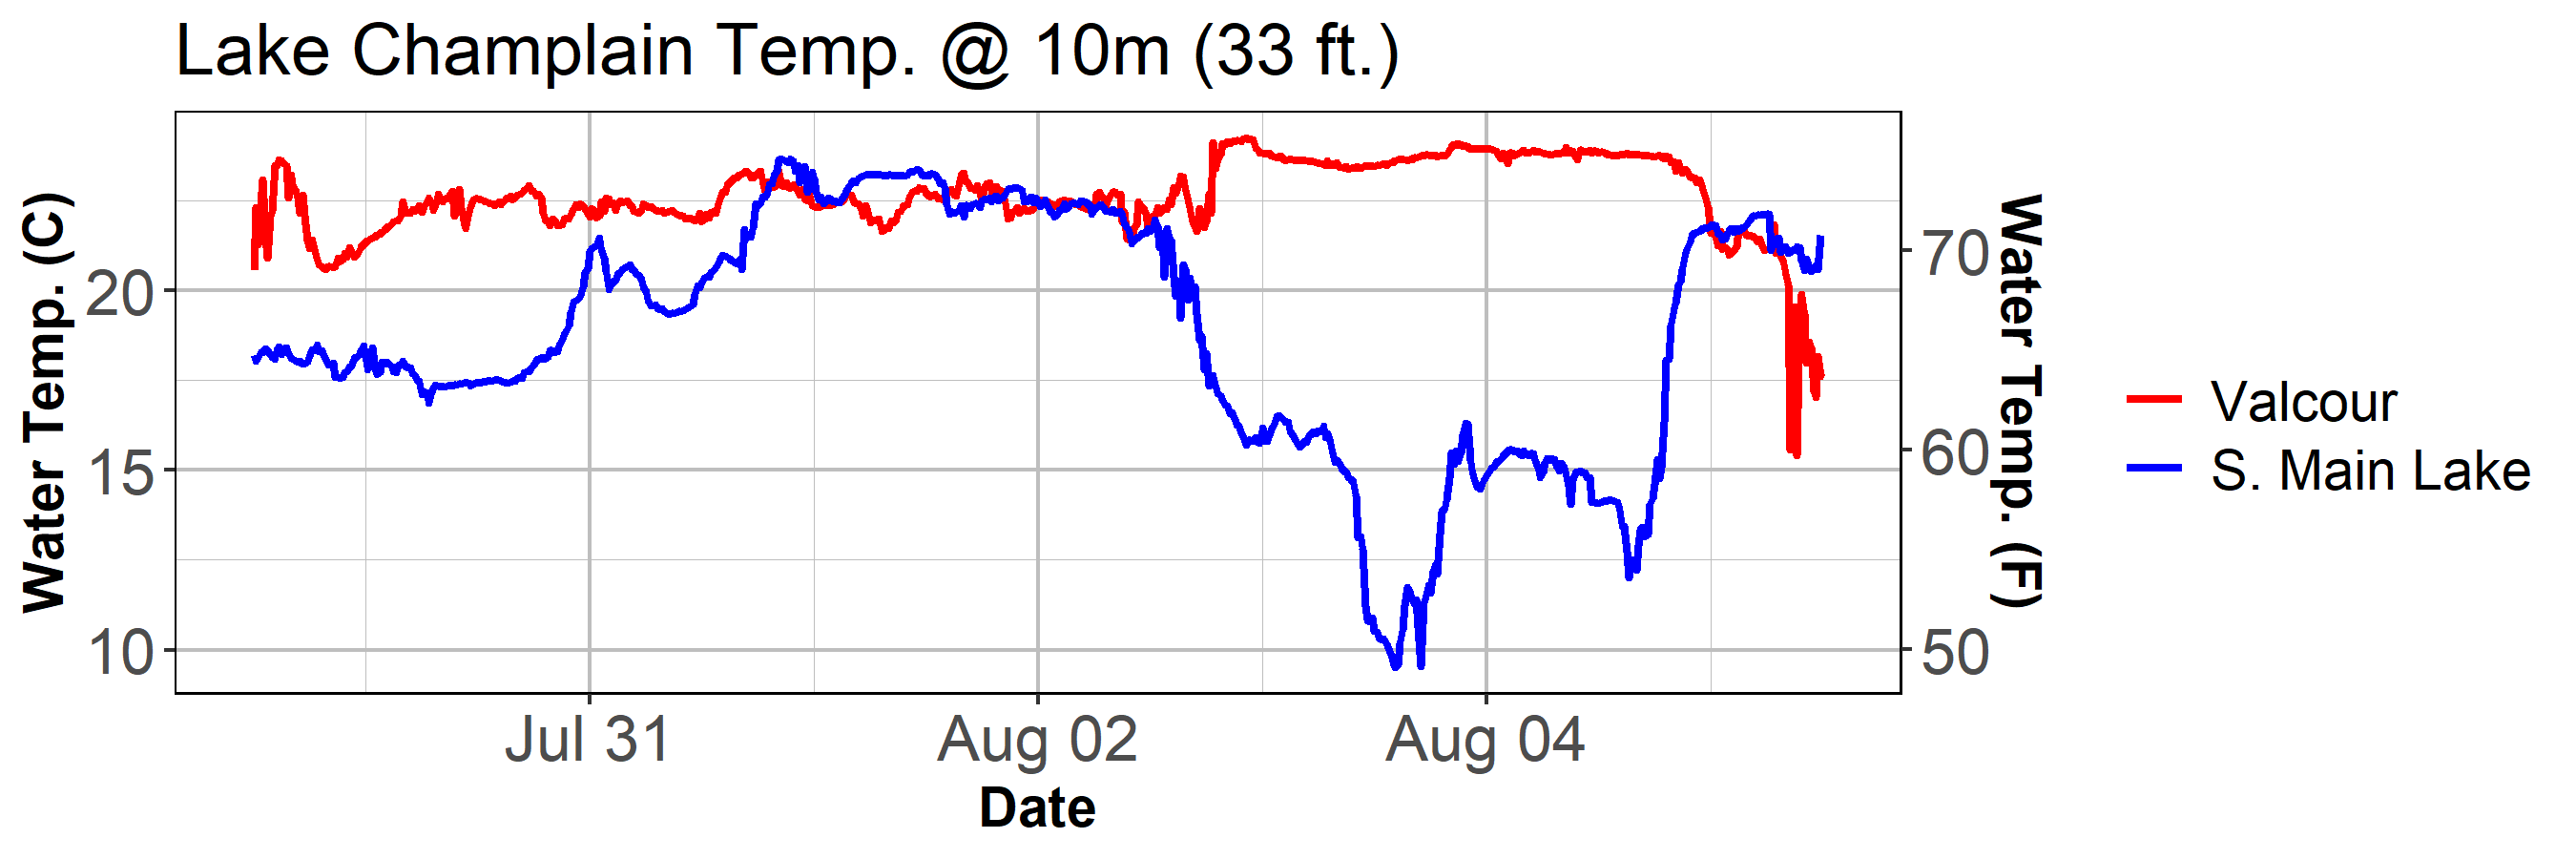 Lake Champlain Temp. @ 10m (33 ft.)
Water Temp. (C)
20
15
10
70
60
50
Water Temp. (F)
Jul 31
Aug 02
Aug 04
Date
Valcour
S. Main Lake